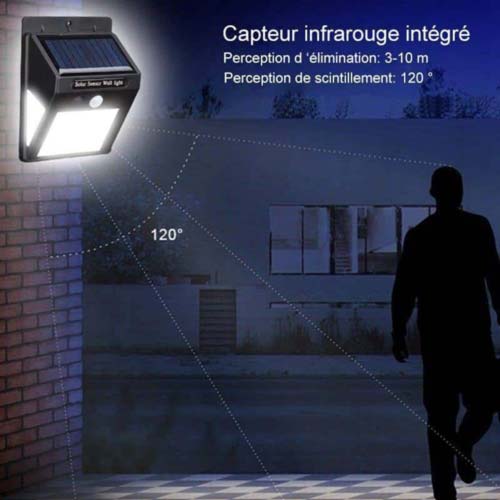 Capteur infrarouge intégré
Perception d ‘élimination: 3-10 m
Perception de scintillement: 120 °
Solar Sensor Wall light
120°